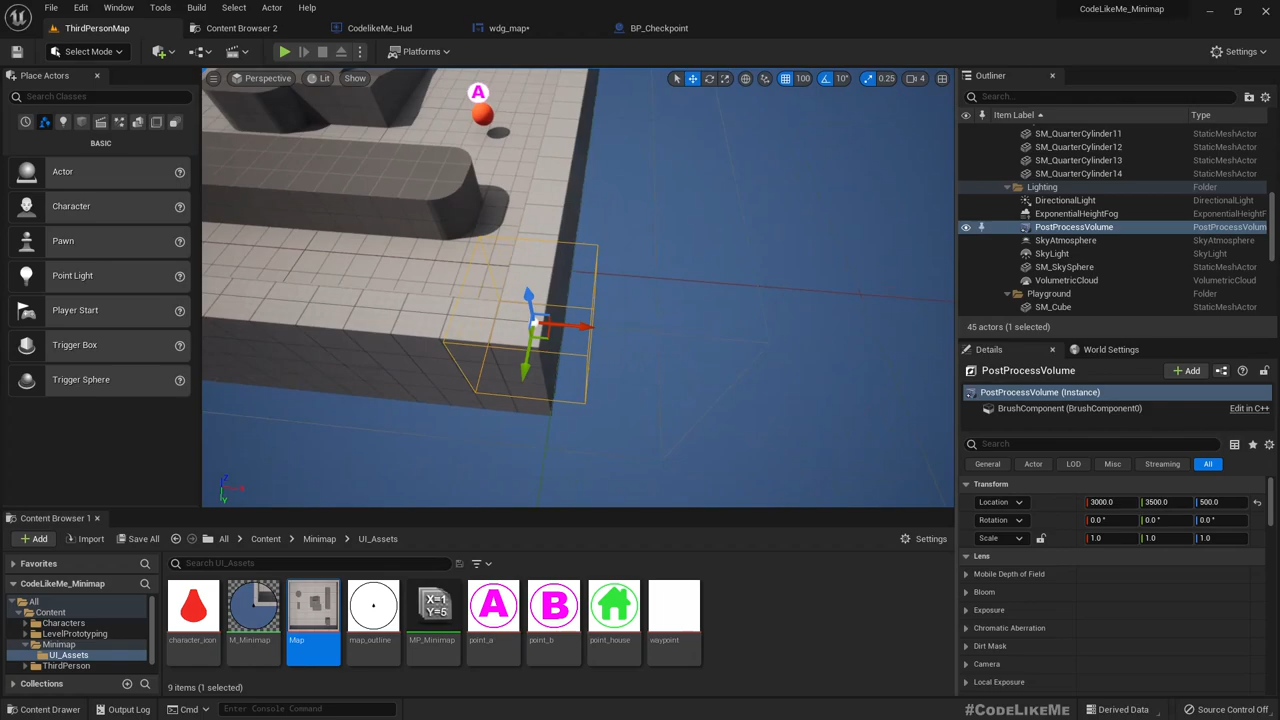 File Edit Window Tools Build Select Actor Help
CodeLikeMe_Minimap
ThirdPersonMap
Content Browser 2
CodelikeMe_Hud
wdg_map*
BP_Checkpoint
Select Mode
Platforms
Settings
Place Actors
Search Classes
BASIC
Actor
Character
Pawn
Point Light
Player Start
Trigger Box
Trigger Sphere
Perspective
Lit
Show
100
10°
0.25
4
A
Z
Y
Outliner
Search...
Item Label
Type
SM_QuarterCylinder11 StaticMeshActor
SM_QuarterCylinder12 StaticMeshActor
SM_QuarterCylinder13 StaticMeshActor
SM_QuarterCylinder14 StaticMeshActor
Lighting Folder
DirectionalLight DirectionalLight
ExponentialHeightFog ExponentialHeightF
PostProcessVolume PostProcessVolum
SkyAtmosphere SkyAtmosphere
SkyLight SkyLight
SM_SkySphere StaticMeshActor
VolumetricCloud VolumetricCloud
Playground Folder
SM_Cube StaticMeshActor
45 actors (1 selected)
Details
World Settings
PostProcessVolume
Add
PostProcessVolume (Instance)
BrushComponent (BrushComponent0)
Edit in C++
Search
General Actor LOD Misc Streaming All
Transform
Location 3000.0 3500.0 500.0
Rotation 0.0° 0.0° 0.0°
Scale 1.0 1.0 1.0
Lens
Mobile Depth of Field
Bloom
Exposure
Chromatic Aberration
Dirt Mask
Camera
Local Exposure
Content Browser 1
Add
Import
Save All
All
Content
Minimap
UI_Assets
Settings
Favorites
CodeLikeMe_Minimap
All
Content
Characters
LevelPrototyping
Minimap
UI_Assets
ThirdPerson
Collections
Search UI_Assets
X=1
Y=5
A
B
character_icon
M_Minimap
Map
map_outline
MP_Minimap
point_a
point_b
point_house
waypoint
9 items (1 selected)
Content Drawer
Output Log
Cmd
Enter Console Command
Derived Data
Source Control Off
#CODELIKEME